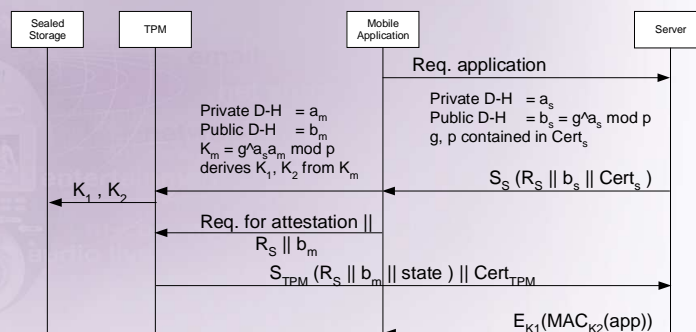 Sealed
Storage
TPM
Mobile
Application
Server
Req. application
Private D-H = a_m
Public D-H = b_m
K_m = g^a_s a_m mod p
derives K_1, K_2 from K_m
Private D-H = a_s
Public D-H = b_s = g^a_s mod p
g, p contained in Cert_s
K_1 , K_2
S_S (R_S || b_s || Cert_s )
Req. for attestation ||
R_S || b_m
S_TPM (R_S || b_m || state ) || Cert_TPM
E_K1(MAC_K2(app))